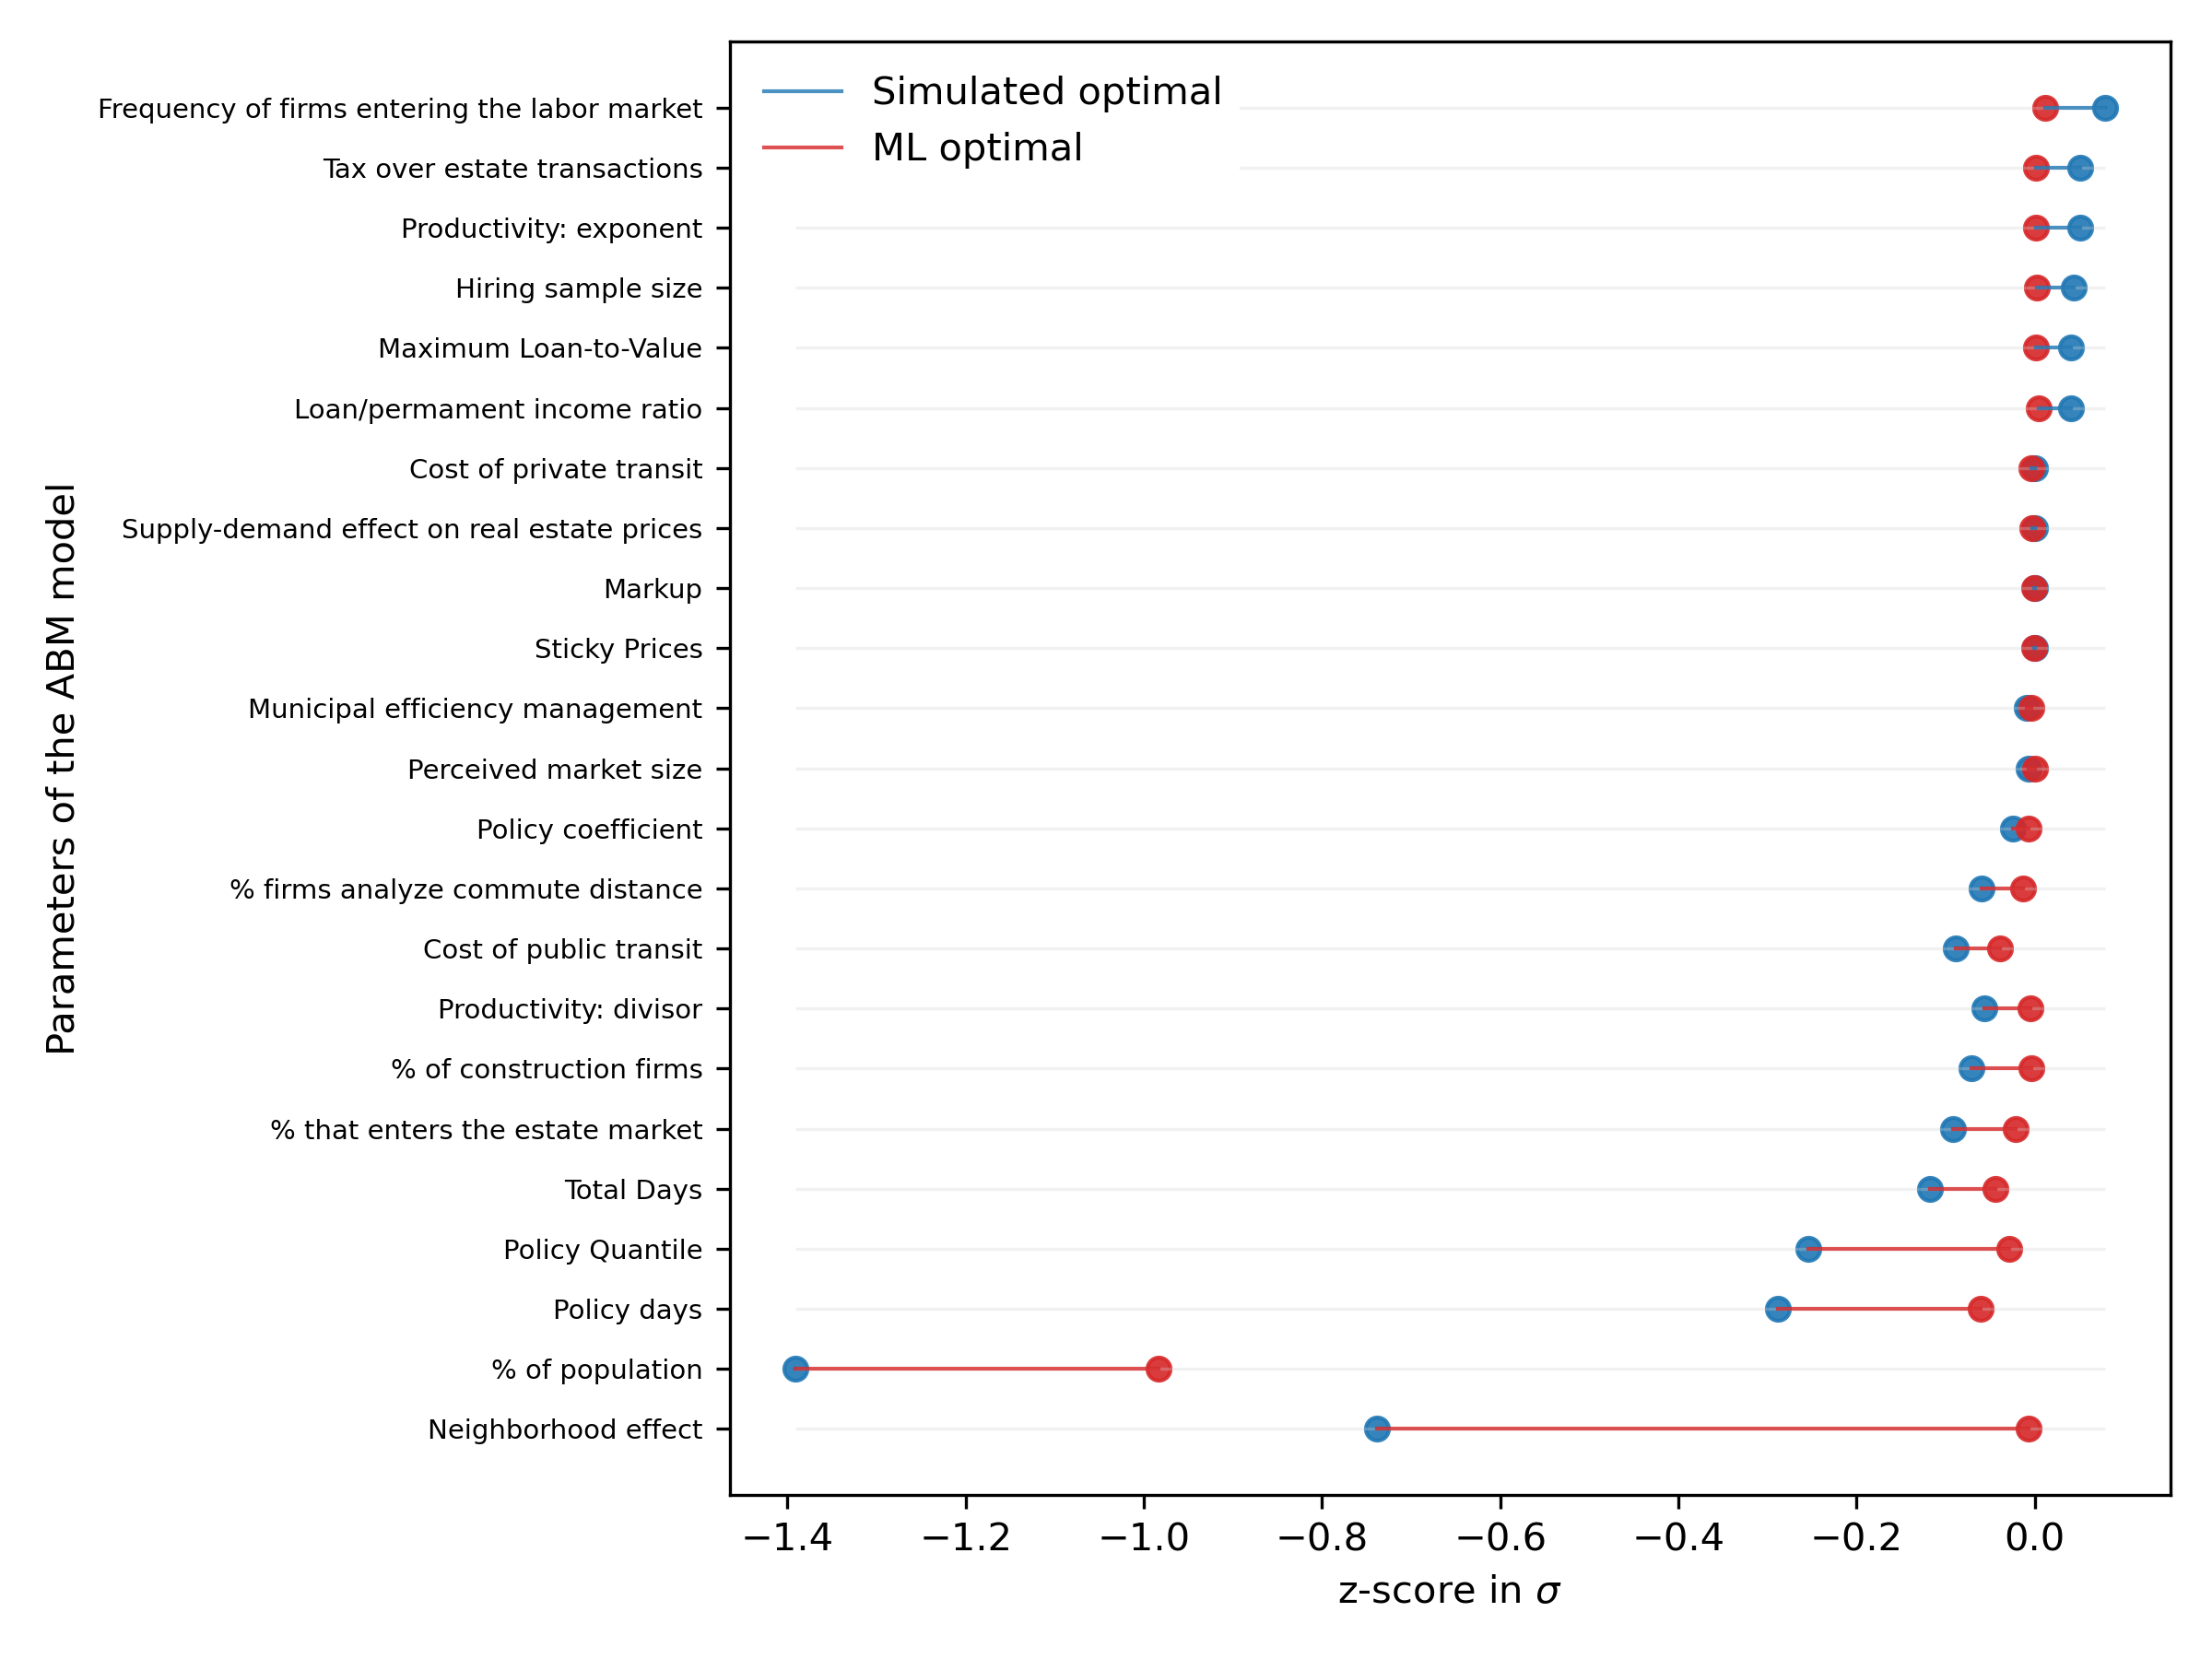 Simulated optimal
ML optimal
Parameters of the ABM model
Frequency of firms entering the labor market
Tax over estate transactions
Productivity: exponent
Hiring sample size
Maximum Loan-to-Value
Loan/permament income ratio
Cost of private transit
Supply-demand effect on real estate prices
Markup
Sticky Prices
Municipal efficiency management
Perceived market size
Policy coefficient
% firms analyze commute distance
Cost of public transit
Productivity: divisor
% of construction firms
% that enters the estate market
Total Days
Policy Quantile
Policy days
% of population
Neighborhood effect
−1.4 −1.2 −1.0 −0.8 −0.6 −0.4 −0.2 0.0
z-score in σ